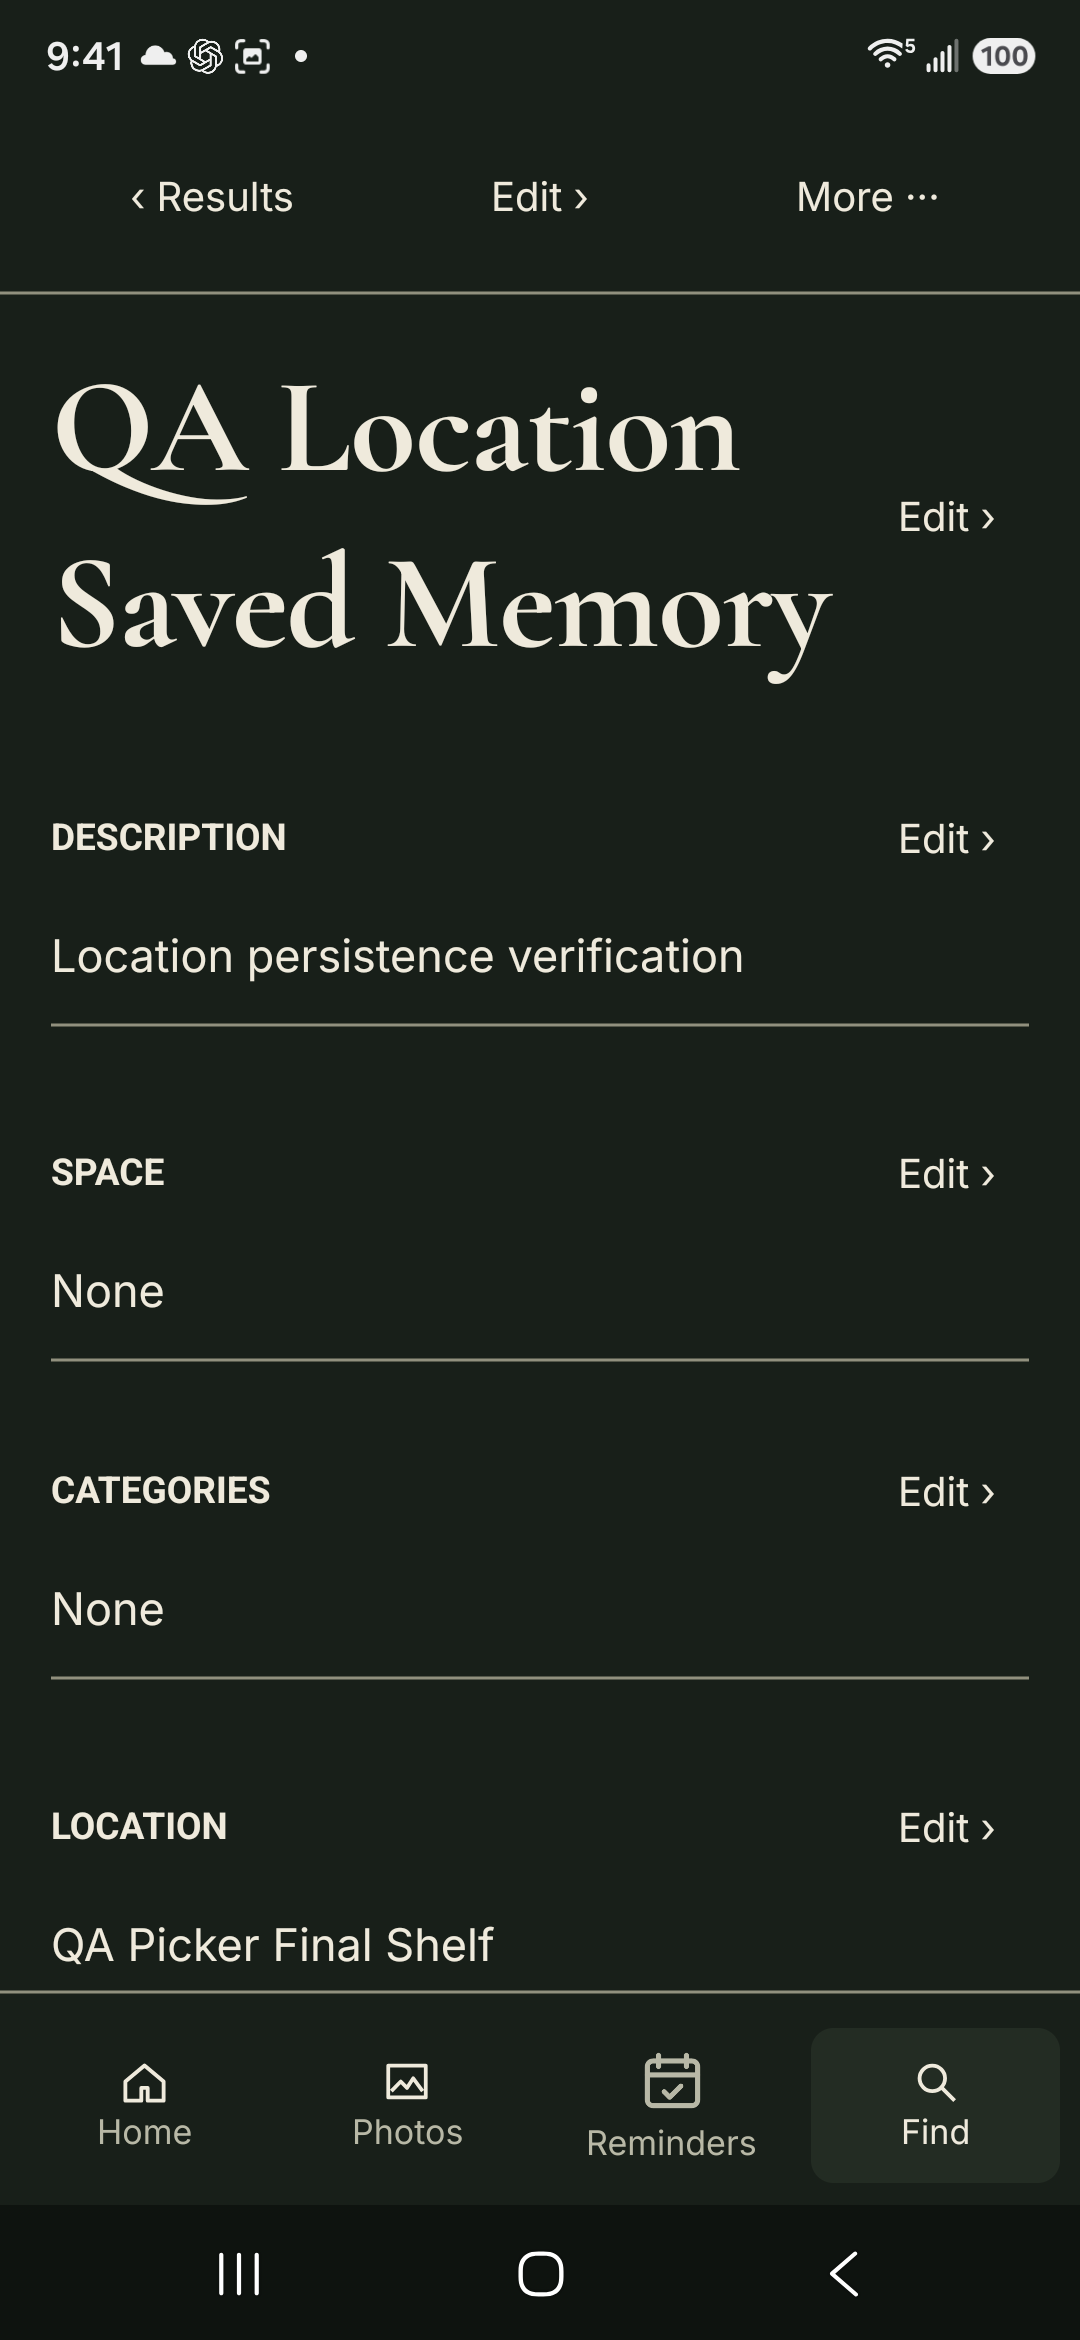 9:41
5
100
‹ Results
Edit ›
More ···
QA Location
Saved Memory
Edit ›
DESCRIPTION
Edit ›
Location persistence verification
SPACE
Edit ›
None
CATEGORIES
Edit ›
None
LOCATION
Edit ›
QA Picker Final Shelf
Home
Photos
Reminders
Find